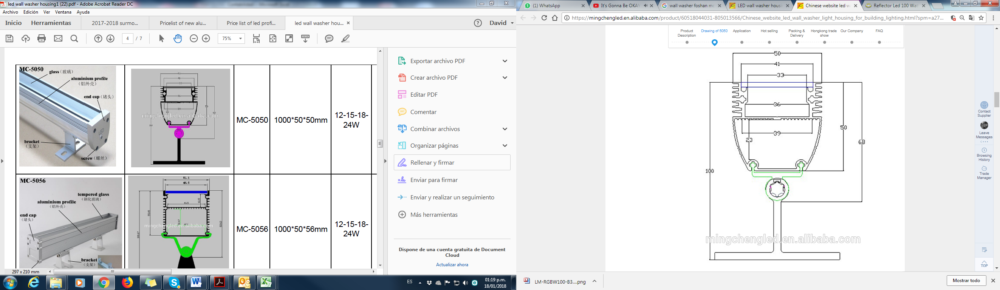 led wall washer housing1 (22).pdf - Adobe Acrobat Reader DC
Archivo Edición Ver Ventana Ayuda
Inicio Herramientas 2017-2018 surmo... Pricelist of new alu... Price list of led profi... led wall washer hou... David
4 / 7 75%
MC-5050
glass(玻璃)
aluminium profile
(铝外壳)
end cap(堵头)
bracket
(支架)
screw(螺丝)
LED
mingchengled.en.alibaba.com
MC-5050
1000*50*50mm
12-15-18-
24W
MC-5056
tempered glass
(钢化玻璃)
aluminium profile
(铝外壳)
end cap
(堵头)
bracket
(支架)
51.1
46.5
41.5
mingchengled.en.alibaba.com
MC-5056
1000*50*56mm
12-15-18-
24W
297 x 210 mm
Exportar archivo PDF
Crear archivo PDF
Editar PDF
Comentar
Combinar archivos
Organizar páginas
Rellenar y firmar
Enviar para firmar
Enviar y realizar un seguimiento
Más herramientas
Dispone de una cuenta gratuita de Document
Cloud
Actualizar ahora
ES
01:19 p.m.
18/01/2018
(1) WhatsApp
It's Gonna Be OKAY
wall washer foshan mc
LED wall washer hous
Chinese website led w
Reflector Led 100 Wat
https://mingchengled.en.alibaba.com/product/60518044031-805013566/Chinese_website_led_wall_washer_light_housing_for_building_lighting.html?spm=a27...
Product
Description
Drawing of 5050
Application
Hot selling
Packing &
Delivery
Hongkong trade
show
Our Company
FAQ
50
41
33
36
39
23
50
68
100
mingchengled.en.alibaba.com
Contact
Supplier
Leave
Messages
Browsing
History
Trade
Manager
TOP
LM-RGBW100-B3....png
Mostrar todo